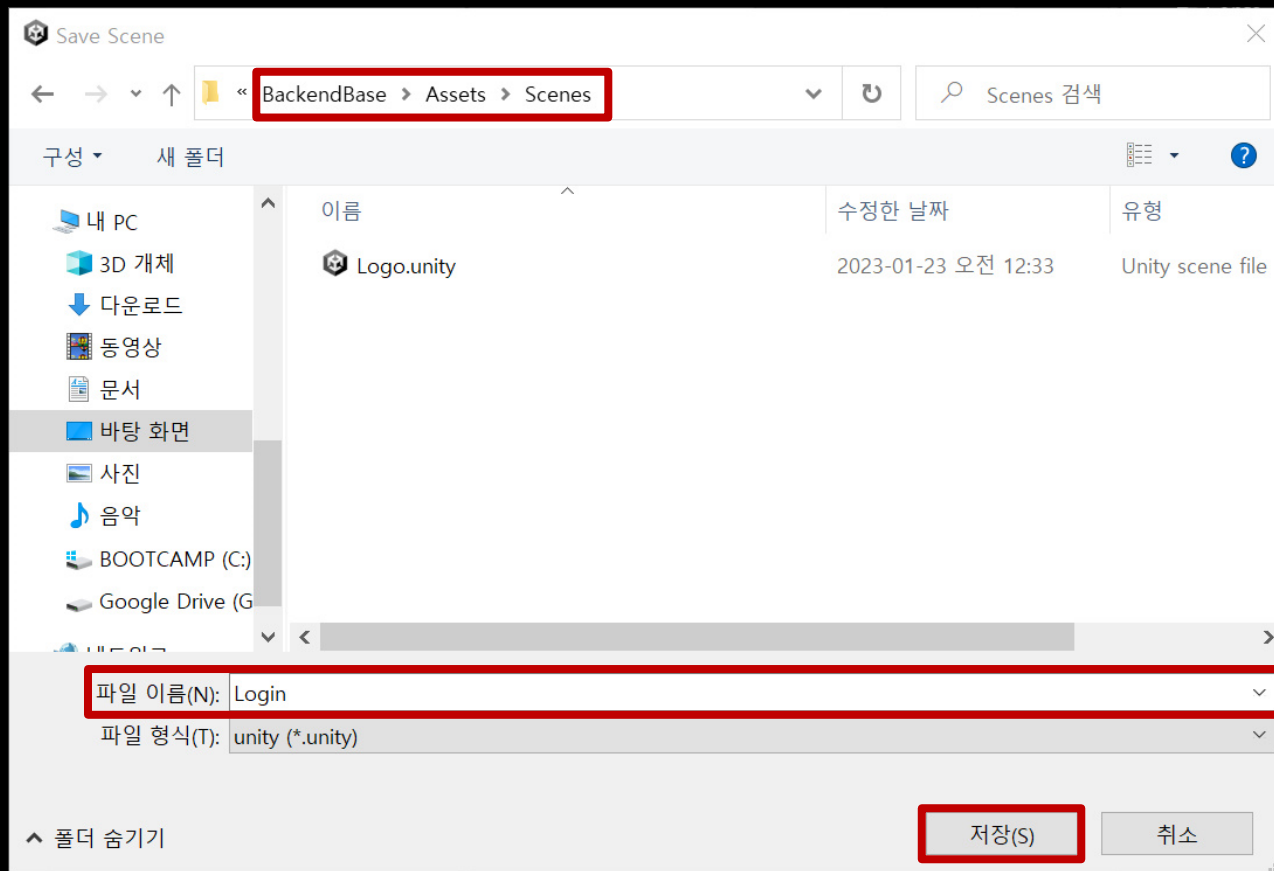 Save Scene
« BackendBase > Assets > Scenes
Scenes 검색
구성
새 폴더
이름
수정한 날짜
유형
내 PC
Logo.unity
2023-01-23 오전 12:33
Unity scene file
3D 개체
다운로드
동영상
문서
바탕 화면
사진
음악
BOOTCAMP (C:)
Google Drive (G
파일 이름(N): Login
파일 형식(T): unity (*.unity)
폴더 숨기기
저장(S)
취소